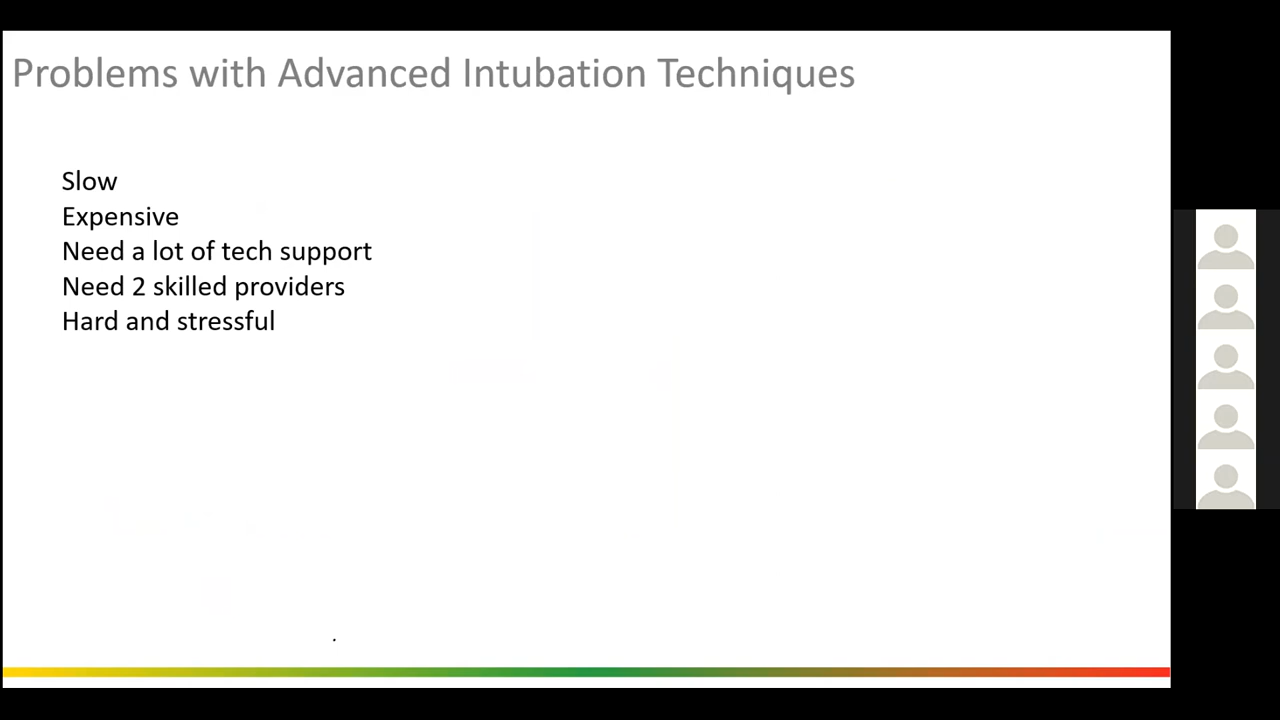 Problems with Advanced Intubation Techniques
Slow
Expensive
Need a lot of tech support
Need 2 skilled providers
Hard and stressful